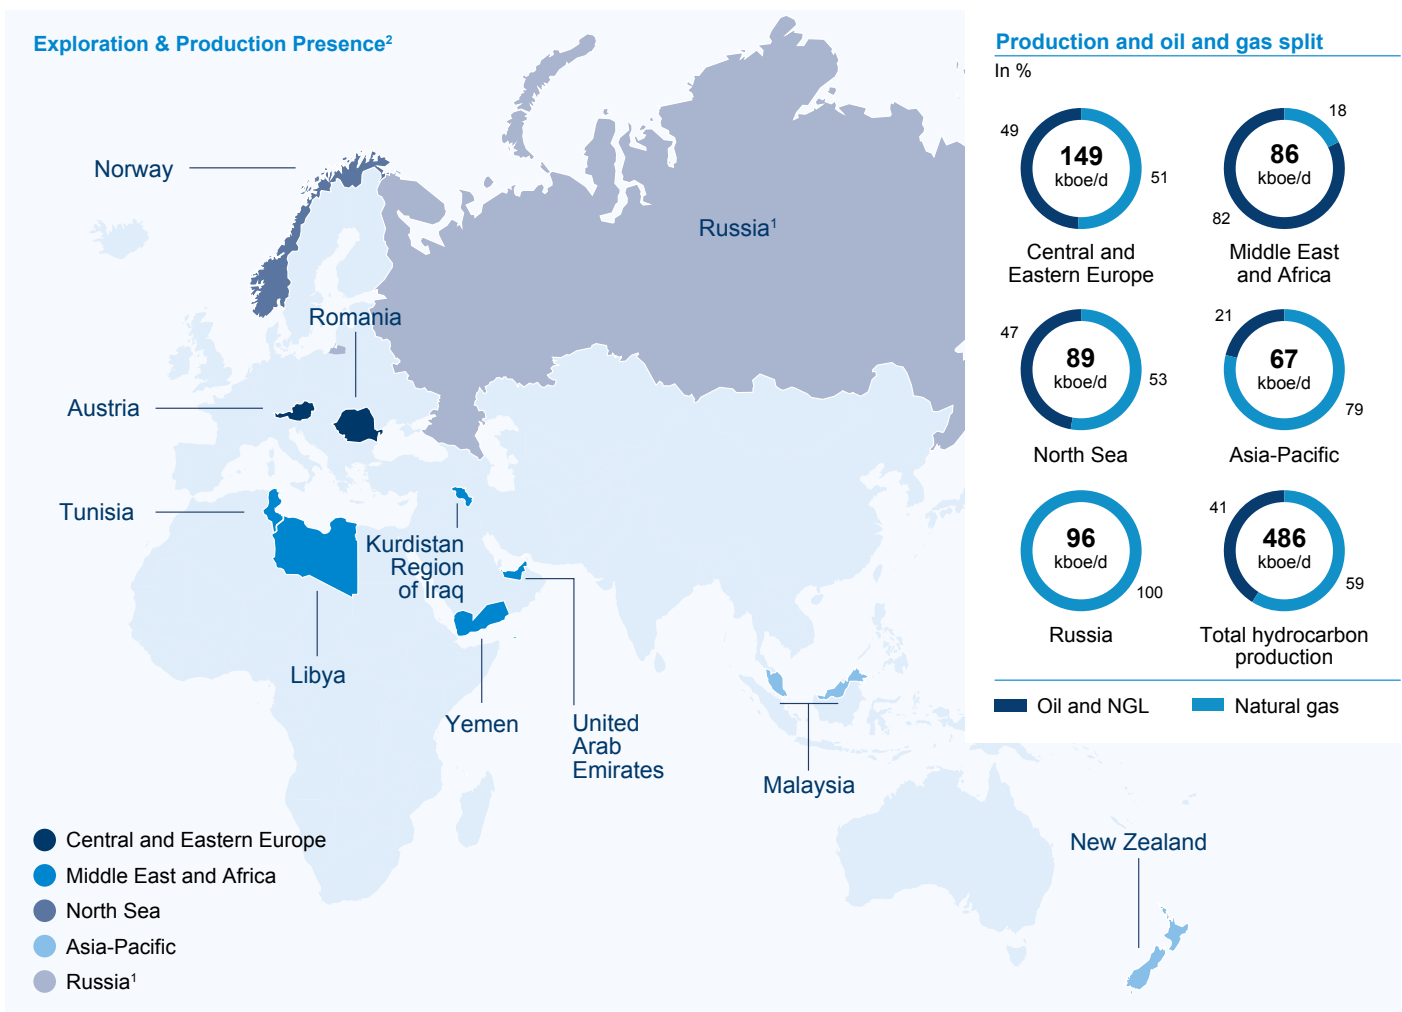 Exploration & Production Presence²
Norway
Russia¹
Romania
Austria
Tunisia
Kurdistan
Region
of Iraq
Libya
Yemen
United
Arab
Emirates
Malaysia
New Zealand
Central and Eastern Europe
Middle East and Africa
North Sea
Asia-Pacific
Russia¹
Production and oil and gas split
In %
49
149
kboe/d
51
Central and
Eastern Europe
18
86
kboe/d
82
Middle East
and Africa
47
89
kboe/d
53
North Sea
21
67
kboe/d
79
Asia-Pacific
96
kboe/d
100
Russia
41
486
kboe/d
59
Total hydrocarbon
production
Oil and NGL
Natural gas